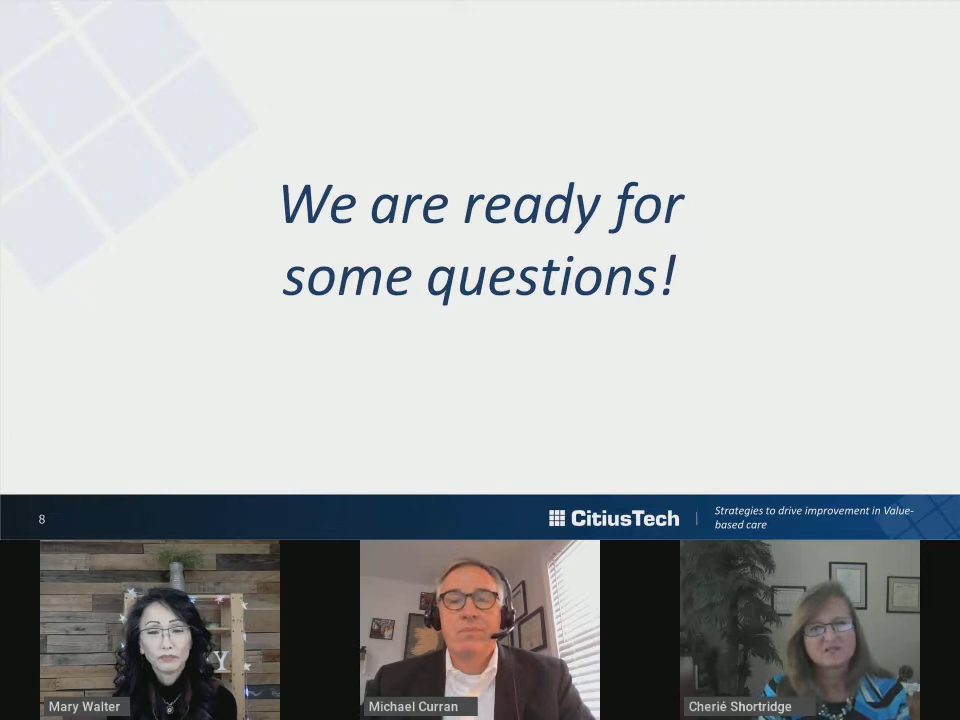 We are ready for
some questions!
8
CitiusTech
Strategies to drive improvement in Value-
based care
Y
Mary Walter
Michael Curran
Cherié Shortridge